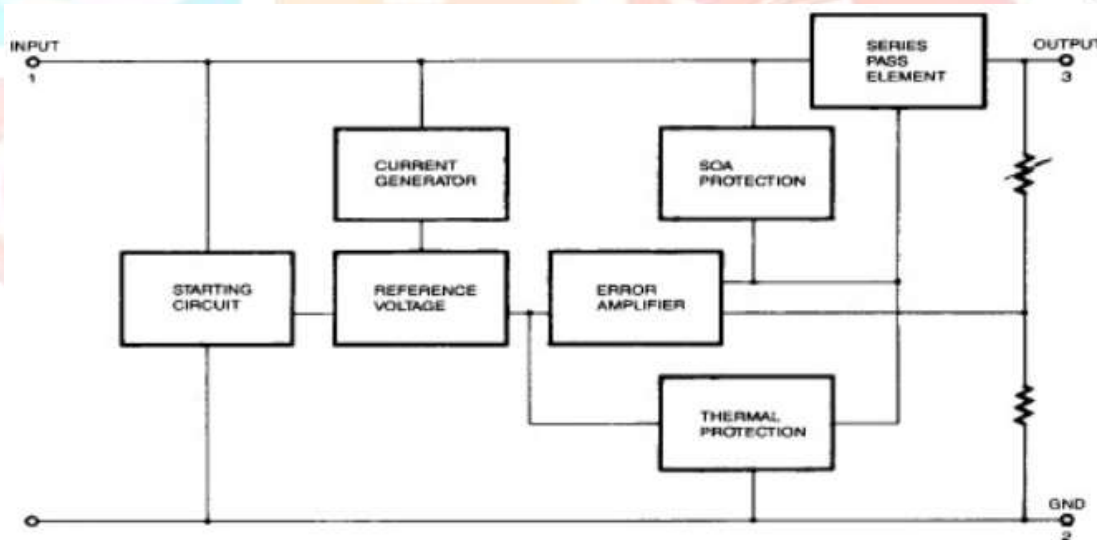 INPUT
1
SERIES
PASS
ELEMENT
OUTPUT
3
CURRENT
GENERATOR
SOA
PROTECTION
STARTING
CIRCUIT
REFERENCE
VOLTAGE
ERROR
AMPLIFIER
THERMAL
PROTECTION
GND
2